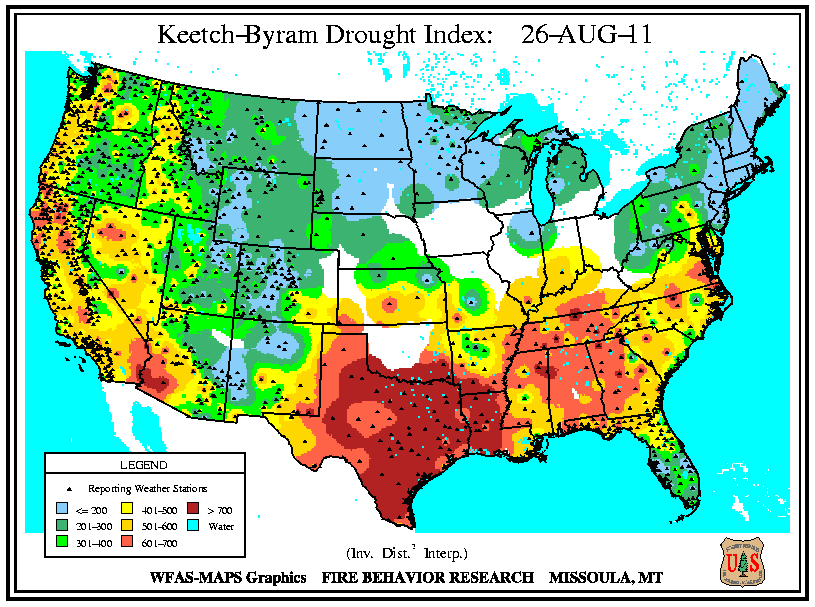 Keetch-Byram Drought Index: 26-AUG-11
LEGEND
Reporting Weather Stations
<= 200 401-500 > 700
201-300 501-600 Water
301-400 601-700
(Inv. Dist.² Interp.)
WFAS-MAPS Graphics FIRE BEHAVIOR RESEARCH MISSOULA, MT
U S